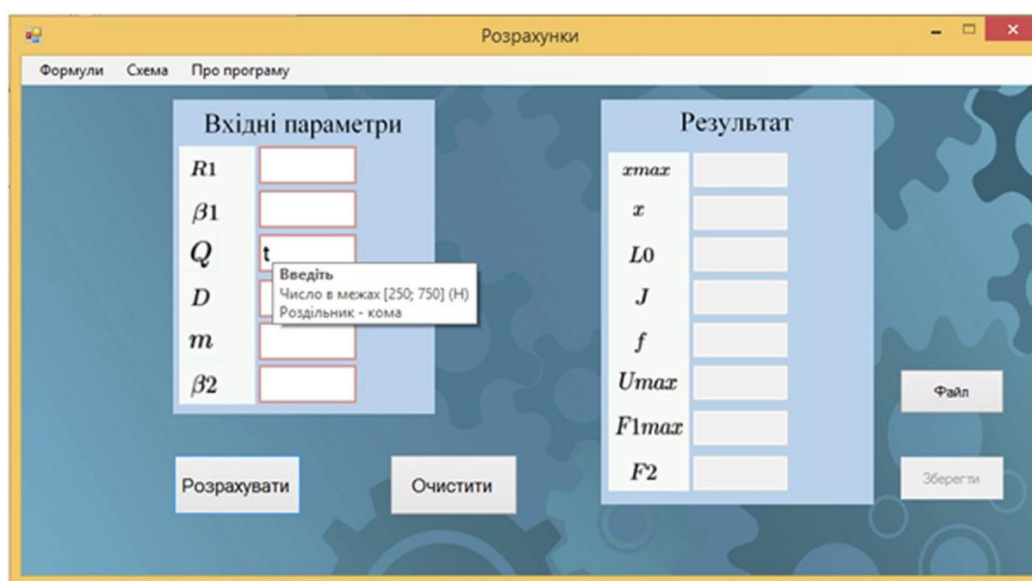 Розрахунки
Формули Схема Про програму
Вхідні параметри
R1
β1
Q t
D
m
β2
Введіть
Число в межах [250; 750] (Н)
Роздільник - кома
Розрахувати
Очистити
Результат
xmax
x
L0
J
f
Umax
F1max
F2
Файл
Зберегти